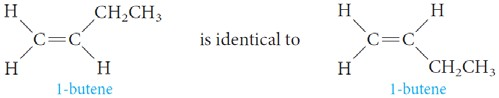 H CH₂CH₃ H H
C=C is identical to C=C
H H H CH₂CH₃
1-butene 1-butene